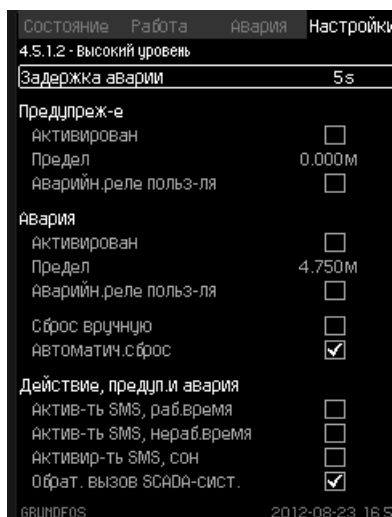 Состояние Работа Авария Настройки
4.5.1.2 - Высокий уровень
Задержка аварии 5s
Предупреж-е
Активирован
Предел 0.000м
Аварийн.реле польз-ля
Авария
Активирован
Предел 4.750м
Аварийн.реле польз-ля
Сброс вручную
Автоматич.сброс
Действие, предуп.и авария
Актив-ть SMS, раб.время
Актив-ть SMS, нераб.время
Активир-ть SMS, сон
Обрат. вызов SCADA-сист.
GRUNDFOS 2012-08-23 16:5